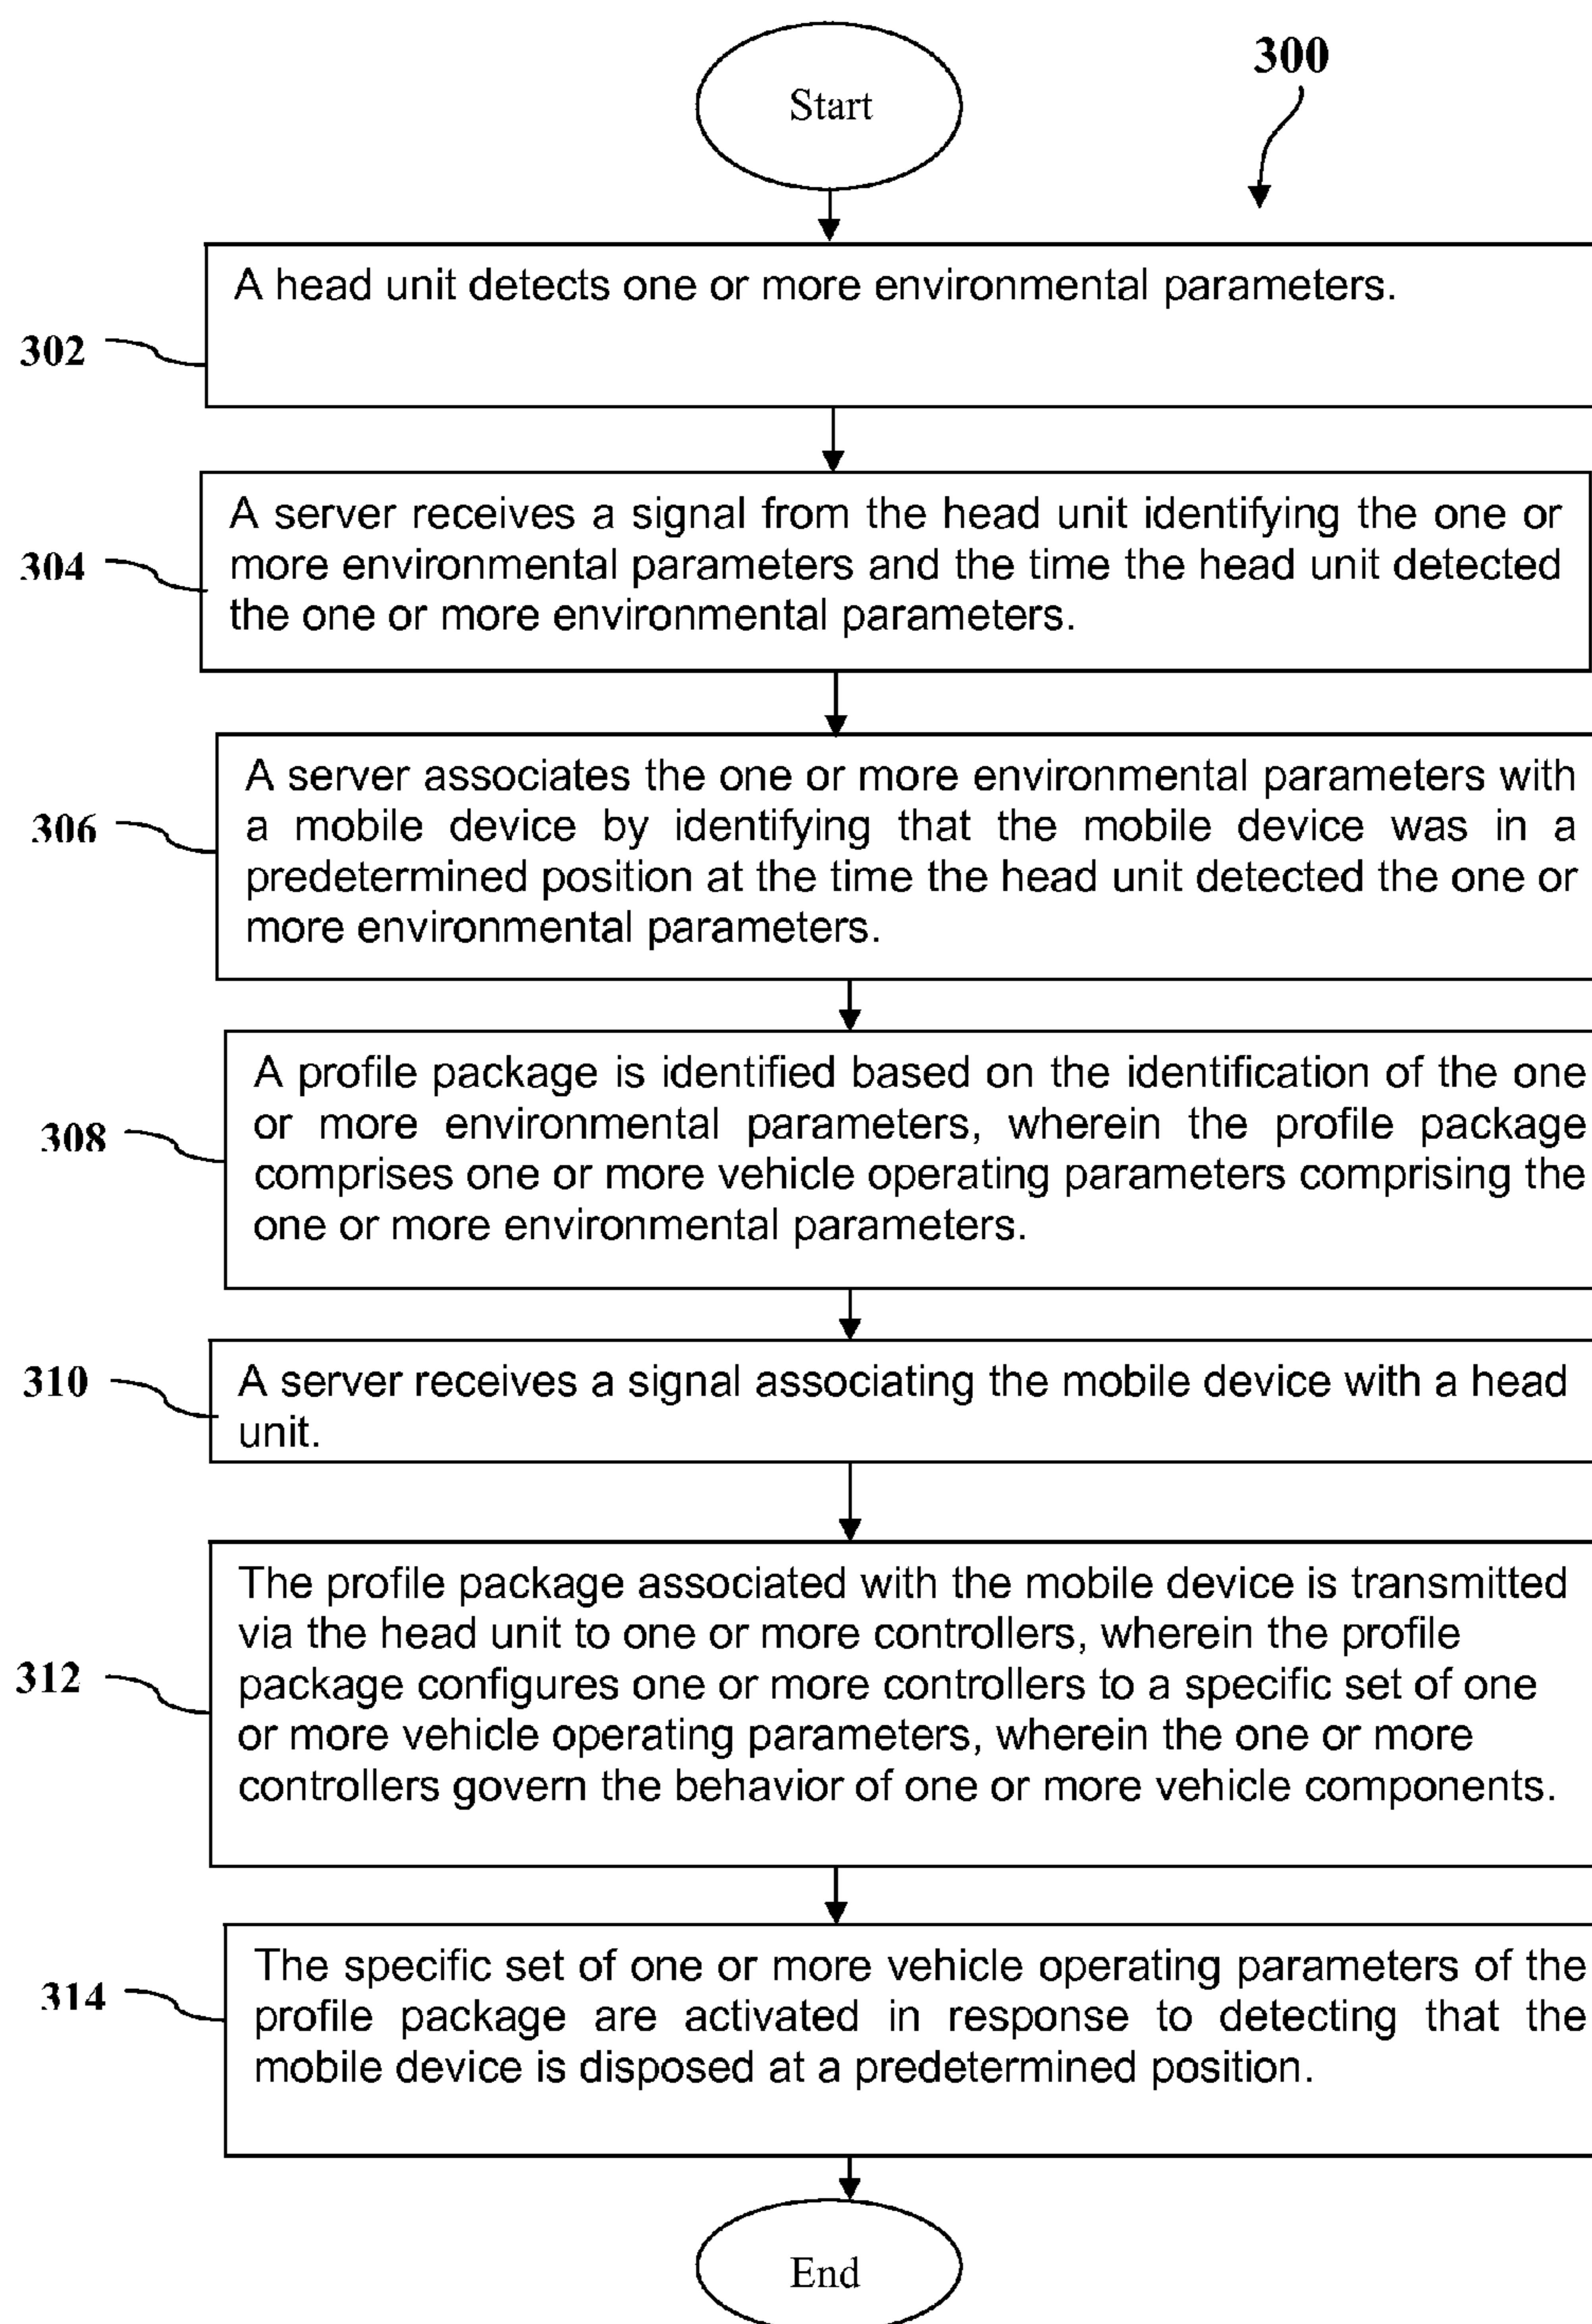 Start
300
A head unit detects one or more environmental parameters.
302
A server receives a signal from the head unit identifying the one or
more environmental parameters and the time the head unit detected
the one or more environmental parameters.
304
A server associates the one or more environmental parameters with
a mobile device by identifying that the mobile device was in a
predetermined position at the time the head unit detected the one or
more environmental parameters.
306
A profile package is identified based on the identification of the one
or more environmental parameters, wherein the profile package
comprises one or more vehicle operating parameters comprising the
one or more environmental parameters.
308
A server receives a signal associating the mobile device with a head
unit.
310
The profile package associated with the mobile device is transmitted
via the head unit to one or more controllers, wherein the profile
package configures one or more controllers to a specific set of one
or more vehicle operating parameters, wherein the one or more
controllers govern the behavior of one or more vehicle components.
312
The specific set of one or more vehicle operating parameters of the
profile package are activated in response to detecting that the
mobile device is disposed at a predetermined position.
314
End